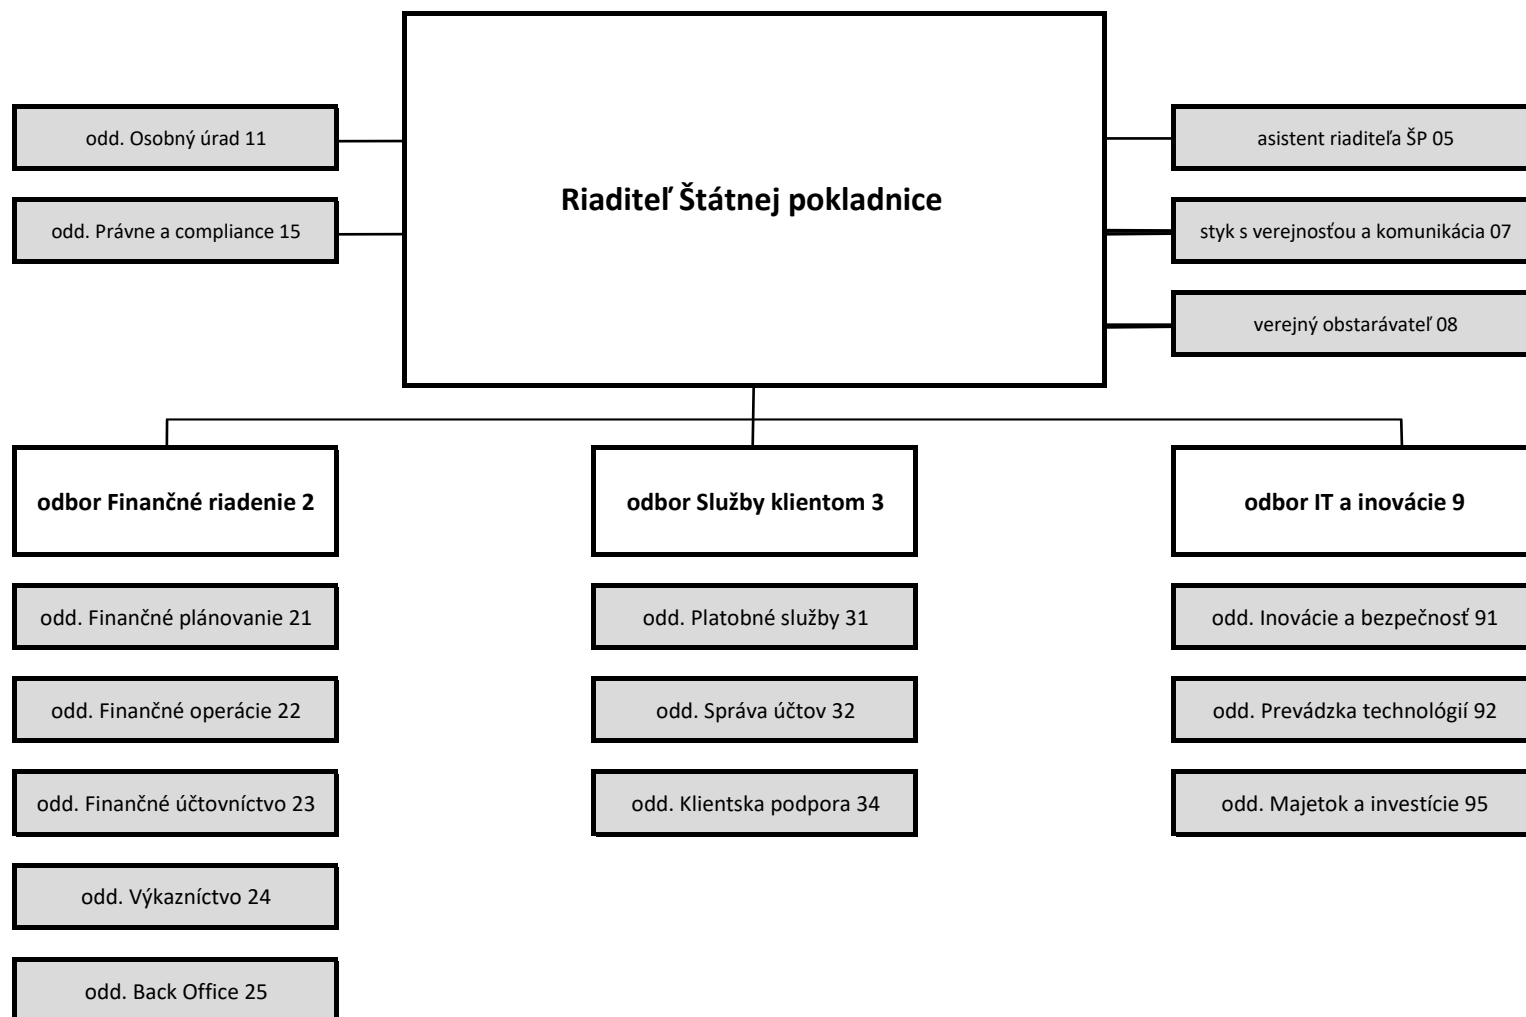 Riaditeľ Štátnej pokladnice
odd. Osobný úrad 11
odd. Právne a compliance 15
asistent riaditeľa ŠP 05
styk s verejnosťou a komunikácia 07
verejný obstarávateľ 08
odbor Finančné riadenie 2
odd. Finančné plánovanie 21
odd. Finančné operácie 22
odd. Finančné účtovníctvo 23
odd. Výkazníctvo 24
odd. Back Office 25
odbor Služby klientom 3
odd. Platobné služby 31
odd. Správa účtov 32
odd. Klientska podpora 34
odbor IT a inovácie 9
odd. Inovácie a bezpečnosť 91
odd. Prevádzka technológií 92
odd. Majetok a investície 95